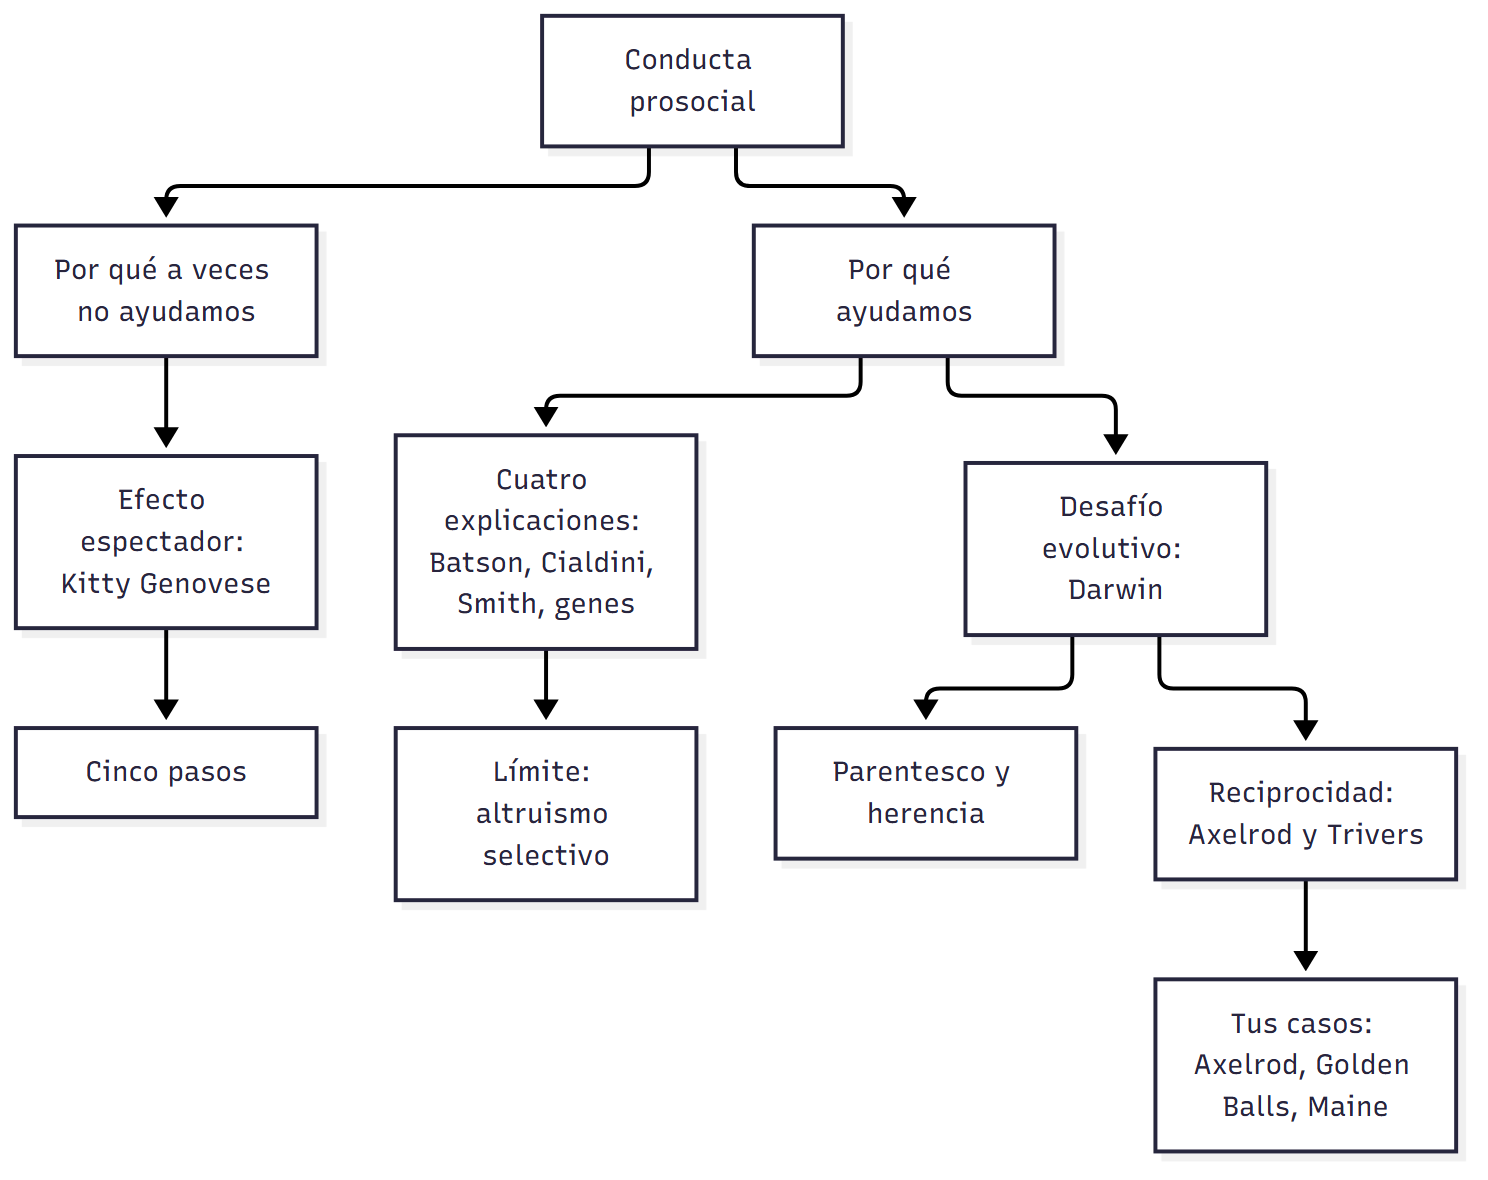 Conducta
prosocial
Por qué a veces
no ayudamos
Por qué
ayudamos
Efecto
espectador:
Kitty Genovese
Cuatro
explicaciones:
Batson, Cialdini,
Smith, genes
Desafío
evolutivo:
Darwin
Cinco pasos
Límite:
altruismo
selectivo
Parentesco y
herencia
Reciprocidad:
Axelrod y Trivers
Tus casos:
Axelrod, Golden
Balls, Maine